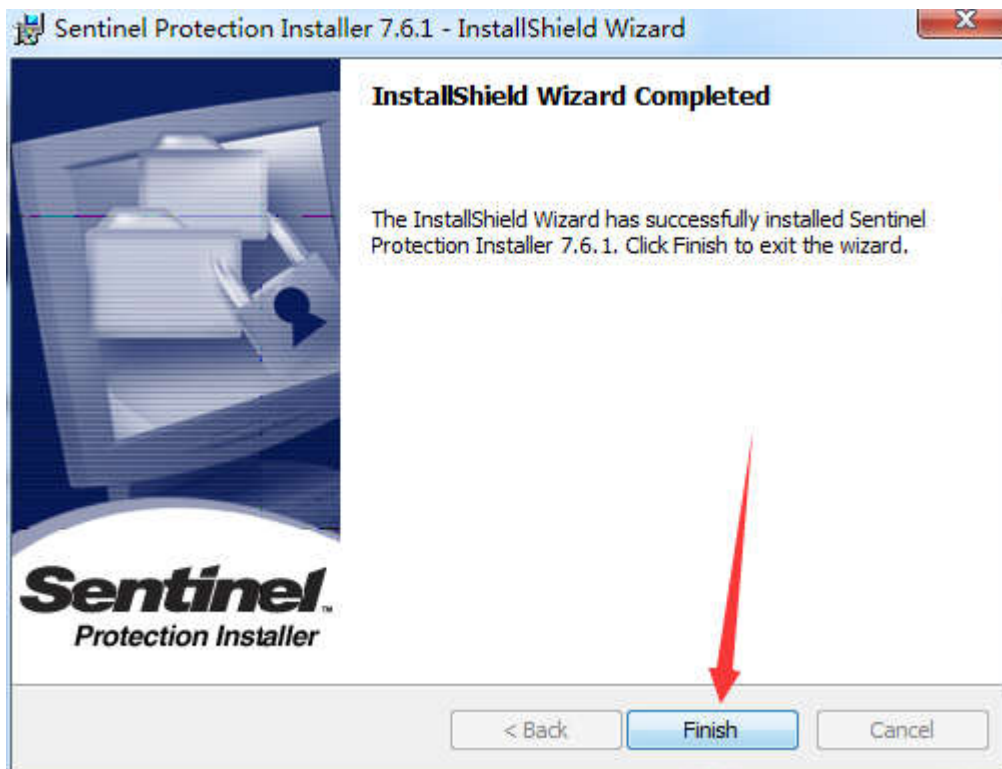 Sentinel Protection Installer 7.6.1 - InstallShield Wizard
InstallShield Wizard Completed
The InstallShield Wizard has successfully installed Sentinel
Protection Installer 7.6.1. Click Finish to exit the wizard.
Sentinel™
Protection Installer
< Back
Finish
Cancel